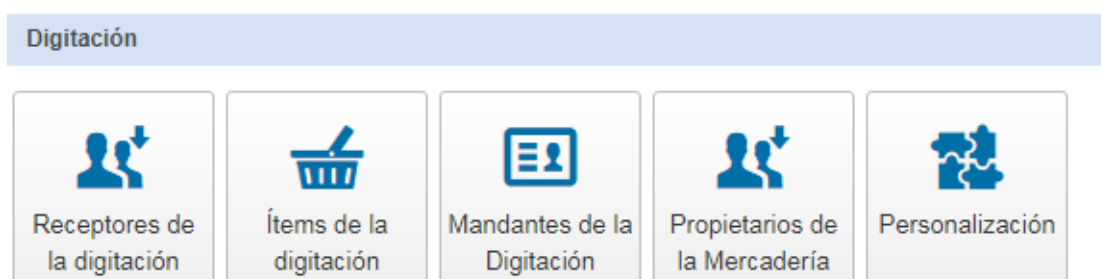 Digitación
Receptores de
la digitación
Ítems de la
digitación
Mandantes de la
Digitación
Propietarios de
la Mercadería
Personalización